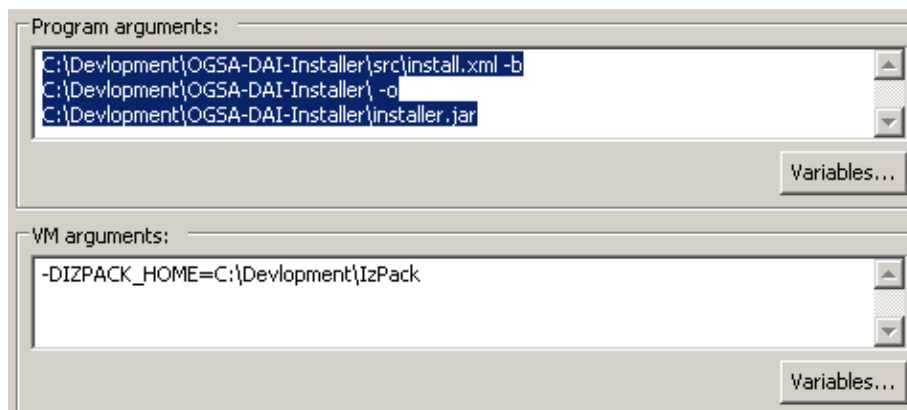 Program arguments:
C:\Devlopment\OGSA-DAI-Installer\src\install.xml -b
C:\Devlopment\OGSA-DAI-Installer\ -o
C:\Devlopment\OGSA-DAI-Installer\installer.jar
Variables...
VM arguments:
-DIZPACK_HOME=C:\Devlopment\IzPack
Variables...